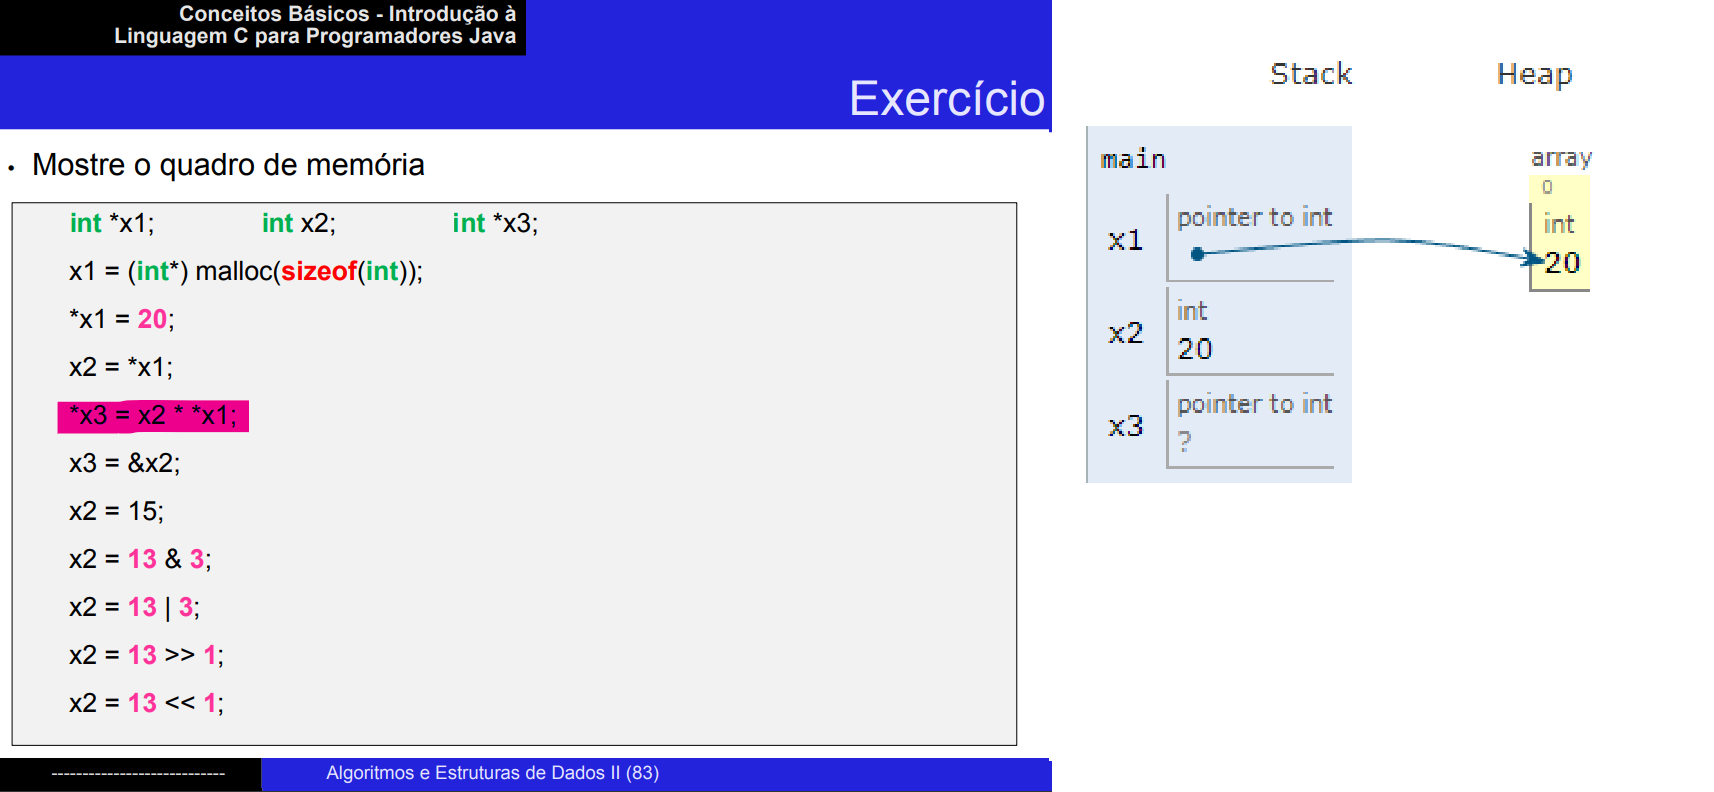 Conceitos Básicos - Introdução à
Linguagem C para Programadores Java
Exercício
• Mostre o quadro de memória
int *x1; int x2; int *x3;
x1 = (int*) malloc(sizeof(int));
*x1 = 20;
x2 = *x1;
*x3 = x2 * *x1;
x3 = &x2;
x2 = 15;
x2 = 13 & 3;
x2 = 13 | 3;
x2 = 13 >> 1;
x2 = 13 << 1;
---------------------------- Algoritmos e Estruturas de Dados II (83)
Stack Heap
main
array
0
int
20
x1 pointer to int
x2 int
20
x3 pointer to int
?